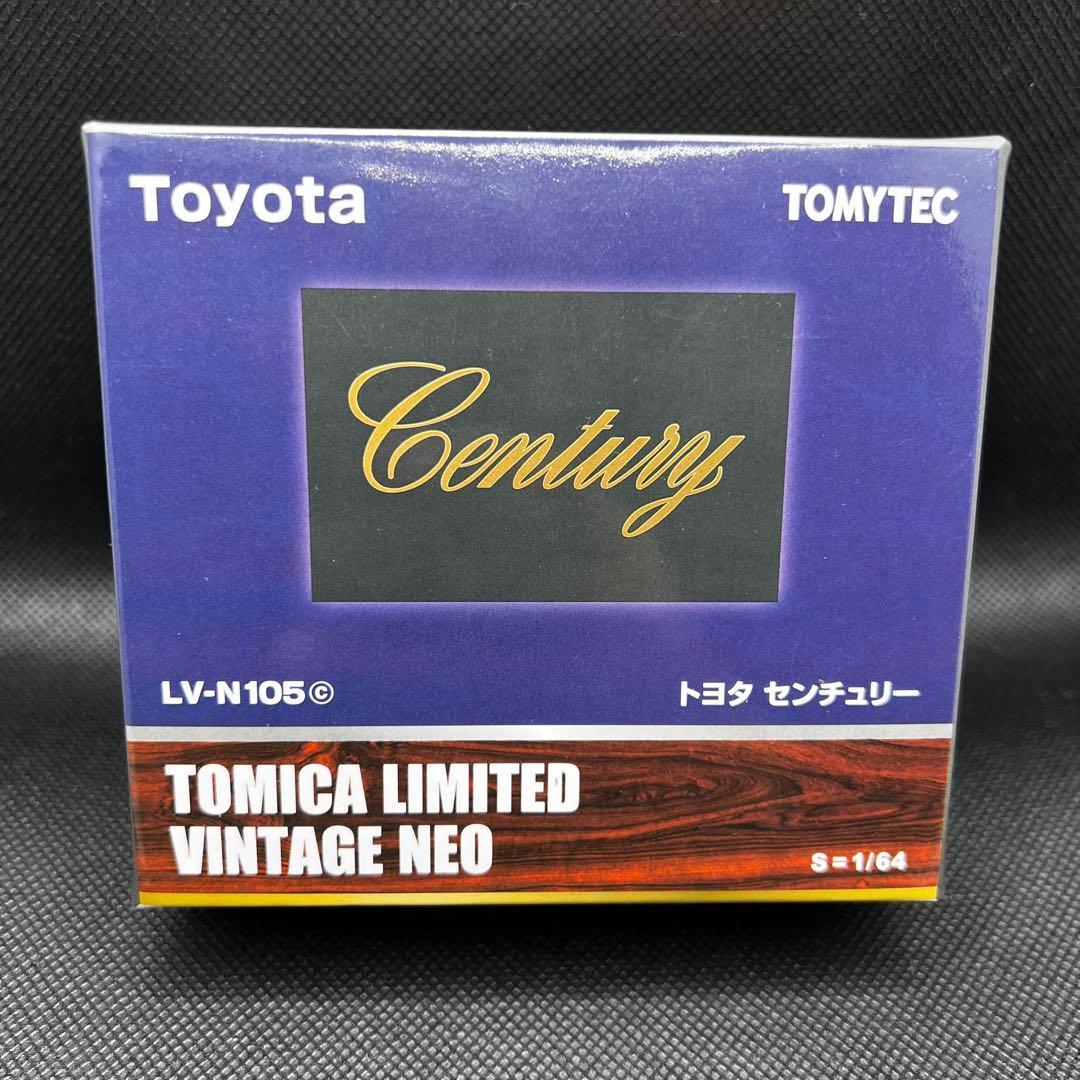 Toyota
TOMYTEC
Century
LV-N105ⓒ
トヨタ センチュリー
TOMICA LIMITED
VINTAGE NEO
S=1/64